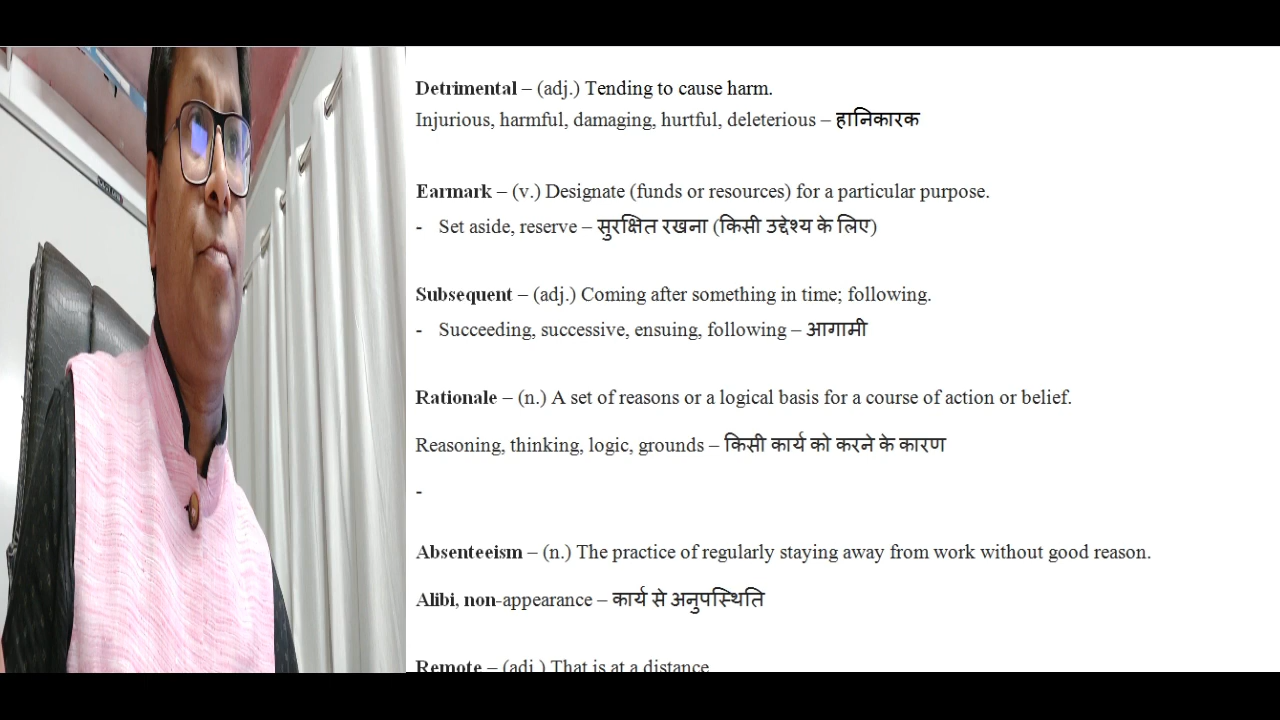 Detrimental – (adj.) Tending to cause harm.
Injurious, harmful, damaging, hurtful, deleterious – हानिकारक
Earmark – (v.) Designate (funds or resources) for a particular purpose.
- Set aside, reserve – सुरक्षित रखना (किसी उद्देश्य के लिए)
Subsequent – (adj.) Coming after something in time; following.
- Succeeding, successive, ensuing, following – आगामी
Rationale – (n.) A set of reasons or a logical basis for a course of action or belief.
Reasoning, thinking, logic, grounds – किसी कार्य को करने के कारण
-
Absenteeism – (n.) The practice of regularly staying away from work without good reason.
Alibi, non-appearance – कार्य से अनुपस्थिति
Remote – (adj.) That is at a distance